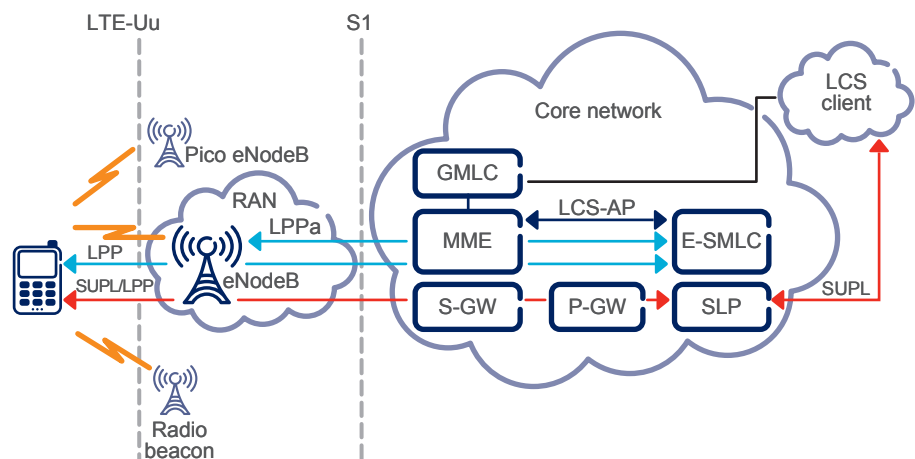 LTE-Uu
S1
LCS
client
Core network
Pico eNodeB
GMLC
RAN
LPPa
LCS-AP
MME
E-SMLC
LPP
eNodeB
SUPL/LPP
SUPL
S-GW
P-GW
SLP
Radio
beacon